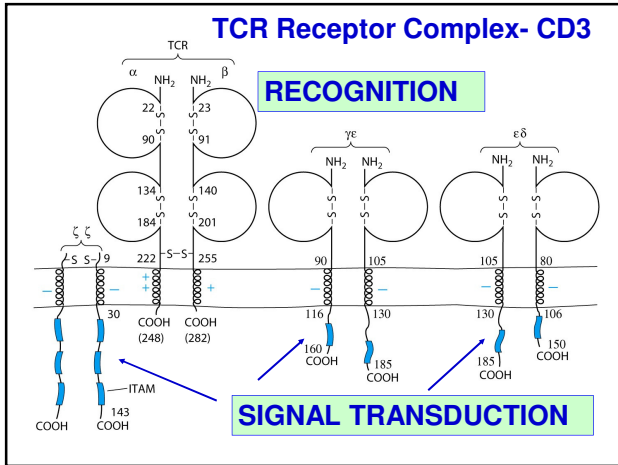 TCR Receptor Complex- CD3
TCR
α β
NH2 NH2
RECOGNITION
22 23
S S
S S
90 91
γε εδ
NH2 NH2 NH2 NH2
134 140
S S S S S S
S S S S S S
184 201
ζ ζ
S S 9 222 S-S 255 90 105 105 80
− − + + + − − −
30 COOH COOH 116 130 130 106
(248) (282)
160 185 185 150
COOH COOH COOH COOH
ITAM
143
COOH COOH
SIGNAL TRANSDUCTION